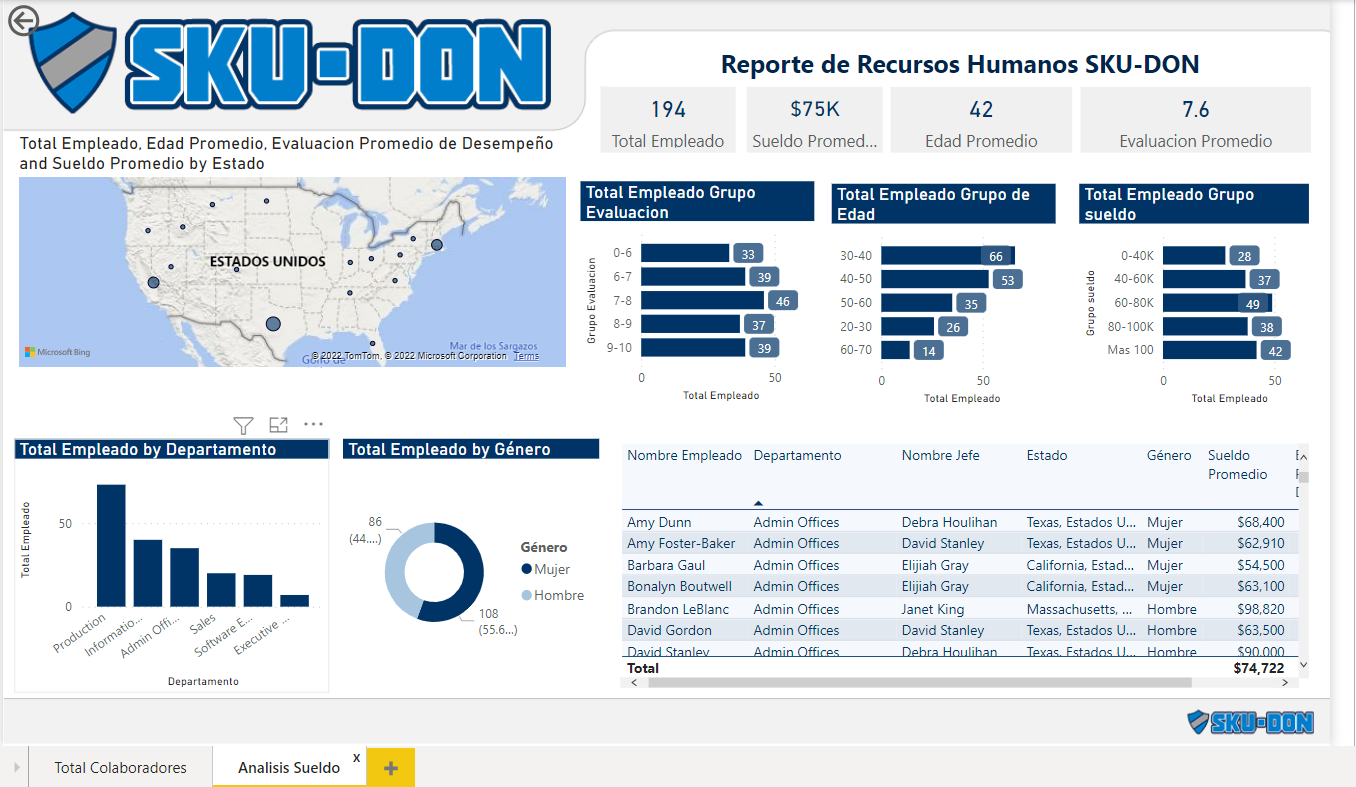 SKU-DON
Reporte de Recursos Humanos SKU-DON
194
Total Empleado
$75K
Sueldo Promed...
42
Edad Promedio
7.6
Evaluacion Promedio
Total Empleado, Edad Promedio, Evaluacion Promedio de Desempeño
and Sueldo Promedio by Estado
ESTADOS UNIDOS
Mar de los Sargazos
Microsoft Bing
© 2022 TomTom, © 2022 Microsoft Corporation Terms
Golfo de
Total Empleado Grupo
Evaluacion
Grupo Evaluacion
0-6 33
6-7 39
7-8 46
8-9 37
9-10 39
0 50
Total Empleado
Total Empleado Grupo de
Edad
30-40 66
40-50 53
50-60 35
20-30 26
60-70 14
0 50
Total Empleado
Total Empleado Grupo
sueldo
Grupo sueldo
0-40K 28
40-60K 37
60-80K 49
80-100K 38
Mas 100 42
0 50
Total Empleado
Total Empleado by Departamento
Total Empleado
50
0
Production
Informatio...
Admin Offi...
Sales
Software E...
Executive ...
Departamento
Total Empleado by Género
86
(44....)
108
(55.6...)
Género
Mujer
Hombre
Nombre Empleado Departamento Nombre Jefe Estado Género Sueldo
Promedio
Amy Dunn Admin Offices Debra Houlihan Texas, Estados U... Mujer $68,400
Amy Foster-Baker Admin Offices David Stanley Texas, Estados U... Mujer $62,910
Barbara Gaul Admin Offices Elijiah Gray California, Estad... Mujer $54,500
Bonalyn Boutwell Admin Offices Elijiah Gray California, Estad... Mujer $63,100
Brandon LeBlanc Admin Offices Janet King Massachusetts, ... Hombre $98,820
David Gordon Admin Offices David Stanley Texas, Estados U... Hombre $63,500
David Stanley Admin Offices Debra Houlihan Texas, Estados U... Hombre $90,000
Total $74,722
SKU-DON
Total Colaboradores
Analisis Sueldo x
+